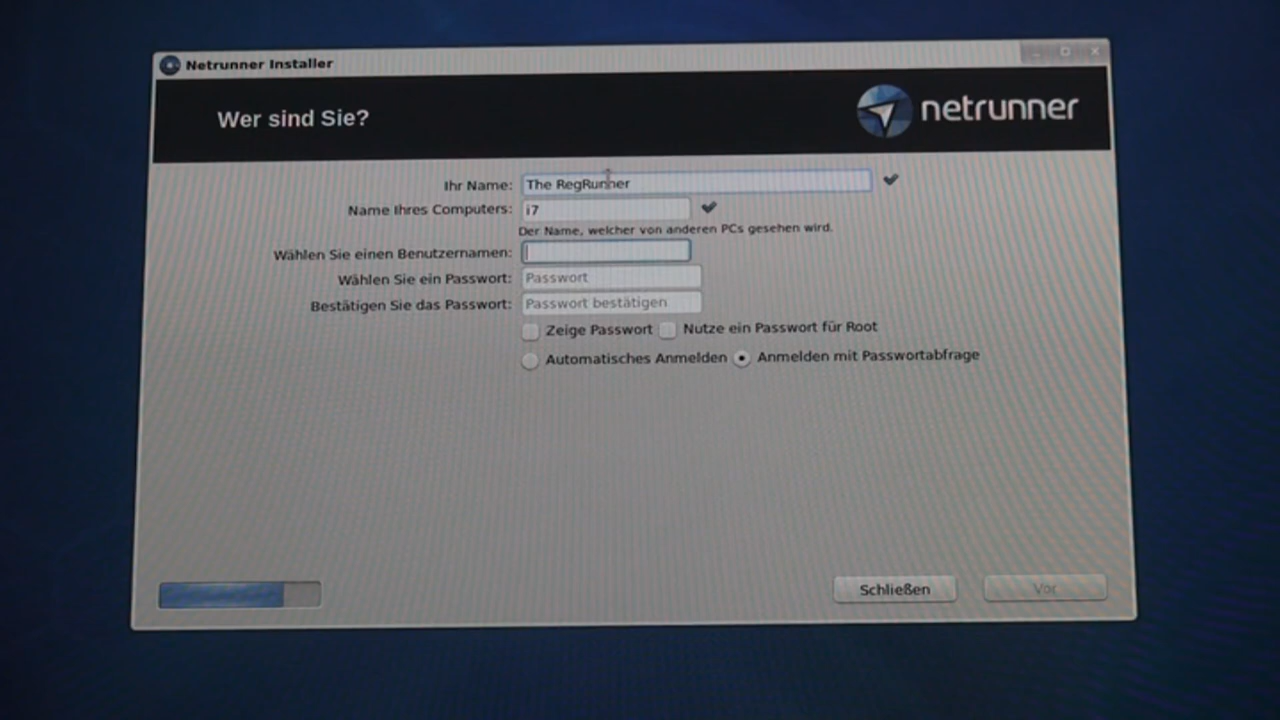 Netrunner Installer
Wer sind Sie?
netrunner
Ihr Name: The RegRunner
Name Ihres Computers: i7
Der Name, welcher von anderen PCs gesehen wird.
Wählen Sie einen Benutzernamen:
Wählen Sie ein Passwort: Passwort
Bestätigen Sie das Passwort: Passwort bestätigen
Zeige Passwort Nutze ein Passwort für Root
Automatisches Anmelden Anmelden mit Passwortabfrage
Schließen Vor